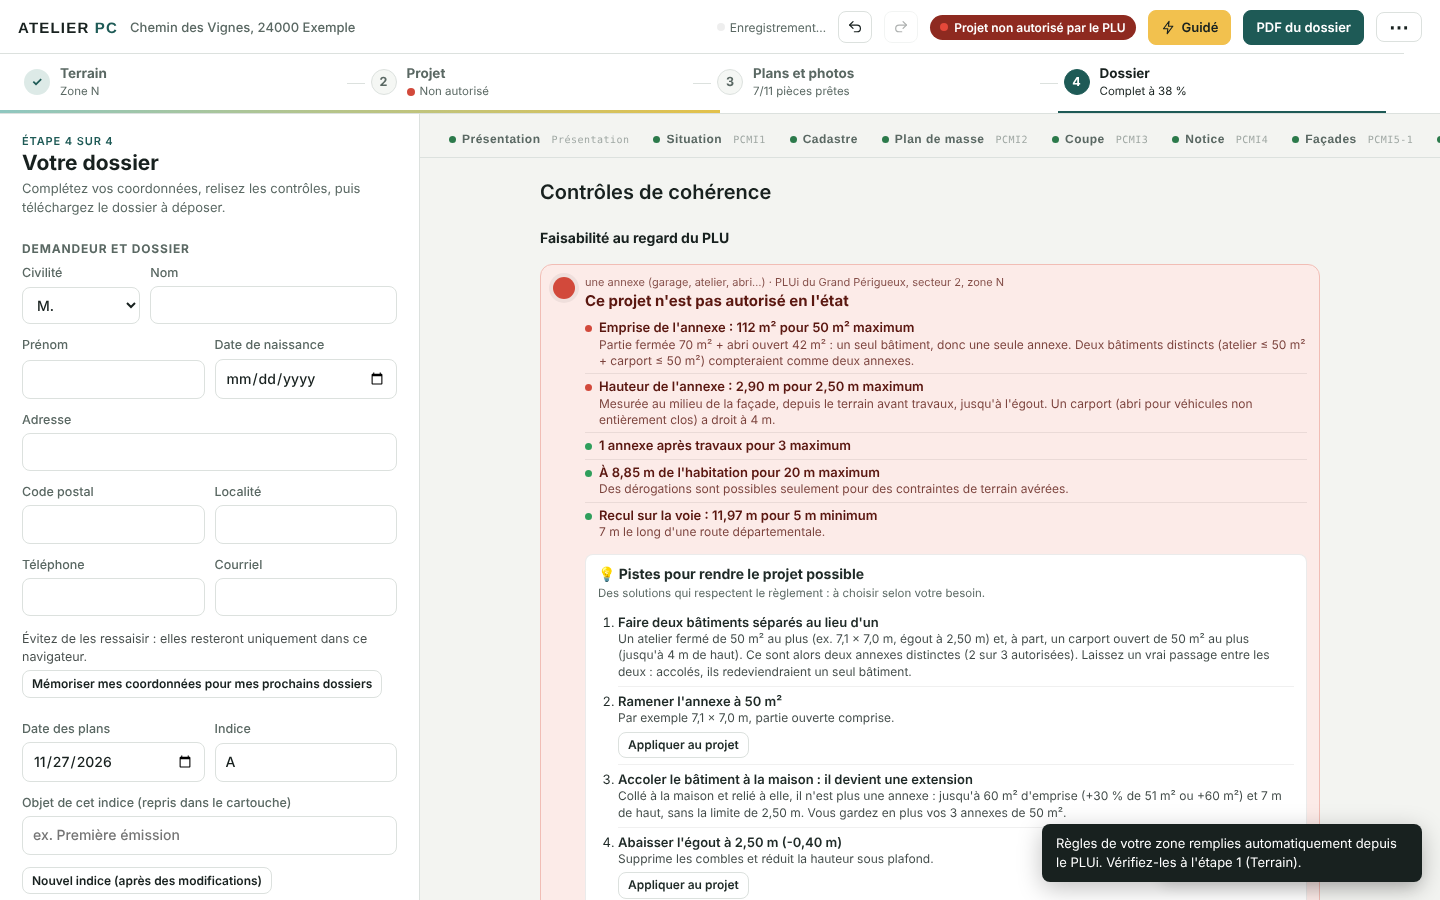 ATELIER PC
Chemin des Vignes, 24000 Exemple
Enregistrement...
Projet non autorisé par le PLU
Guidé
PDF du dossier
Terrain
Zone N
2
Projet
Non autorisé
3
Plans et photos
7/11 pièces prêtes
4
Dossier
Complet à 38 %
ÉTAPE 4 SUR 4
Votre dossier
Complétez vos coordonnées, relisez les contrôles, puis
téléchargez le dossier à déposer.
DEMANDEUR ET DOSSIER
Civilité
Nom
M.
Prénom
Date de naissance
mm/dd/yyyy
Adresse
Code postal
Localité
Téléphone
Courriel
Évitez de les ressaisir : elles resteront uniquement dans ce
navigateur.
Mémoriser mes coordonnées pour mes prochains dossiers
Date des plans
Indice
11/27/2026
A
Objet de cet indice (repris dans le cartouche)
ex. Première émission
Nouvel indice (après des modifications)
Présentation Présentation
Situation PCMI1
Cadastre
Plan de masse PCMI2
Coupe PCMI3
Notice PCMI4
Façades PCMI5-1
Contrôles de cohérence
Faisabilité au regard du PLU
une annexe (garage, atelier, abri...) · PLUi du Grand Périgueux, secteur 2, zone N
Ce projet n'est pas autorisé en l'état
Emprise de l'annexe : 112 m² pour 50 m² maximum
Partie fermée 70 m² + abri ouvert 42 m² : un seul bâtiment, donc une seule annexe. Deux bâtiments distincts (atelier ≤ 50 m²
+ carport ≤ 50 m²) compteraient comme deux annexes.
Hauteur de l'annexe : 2,90 m pour 2,50 m maximum
Mesurée au milieu de la façade, depuis le terrain avant travaux, jusqu'à l'égout. Un carport (abri pour véhicules non
entièrement clos) a droit à 4 m.
1 annexe après travaux pour 3 maximum
À 8,85 m de l'habitation pour 20 m maximum
Des dérogations sont possibles seulement pour des contraintes de terrain avérées.
Recul sur la voie : 11,97 m pour 5 m minimum
7 m le long d'une route départementale.
💡 Pistes pour rendre le projet possible
Des solutions qui respectent le règlement : à choisir selon votre besoin.
1. Faire deux bâtiments séparés au lieu d'un
Un atelier fermé de 50 m² au plus (ex. 7,1 × 7,0 m, égout à 2,50 m) et, à part, un carport ouvert de 50 m² au plus
(jusqu'à 4 m de haut). Ce sont alors deux annexes distinctes (2 sur 3 autorisées). Laissez un vrai passage entre les
deux : accolés, ils redeviendraient un seul bâtiment.
2. Ramener l'annexe à 50 m²
Par exemple 7,1 × 7,0 m, partie ouverte comprise.
Appliquer au projet
3. Accoler le bâtiment à la maison : il devient une extension
Collé à la maison et relié à elle, il n'est plus une annexe : jusqu'à 60 m² d'emprise (+30 % de 51 m² ou +60 m²) et 7 m
de haut, sans la limite de 2,50 m. Vous gardez en plus vos 3 annexes de 50 m².
4. Abaisser l'égout à 2,50 m (-0,40 m)
Supprime les combles et réduit la hauteur sous plafond.
Appliquer au projet
Règles de votre zone remplies automatiquement depuis
le PLUi. Vérifiez-les à l'étape 1 (Terrain).